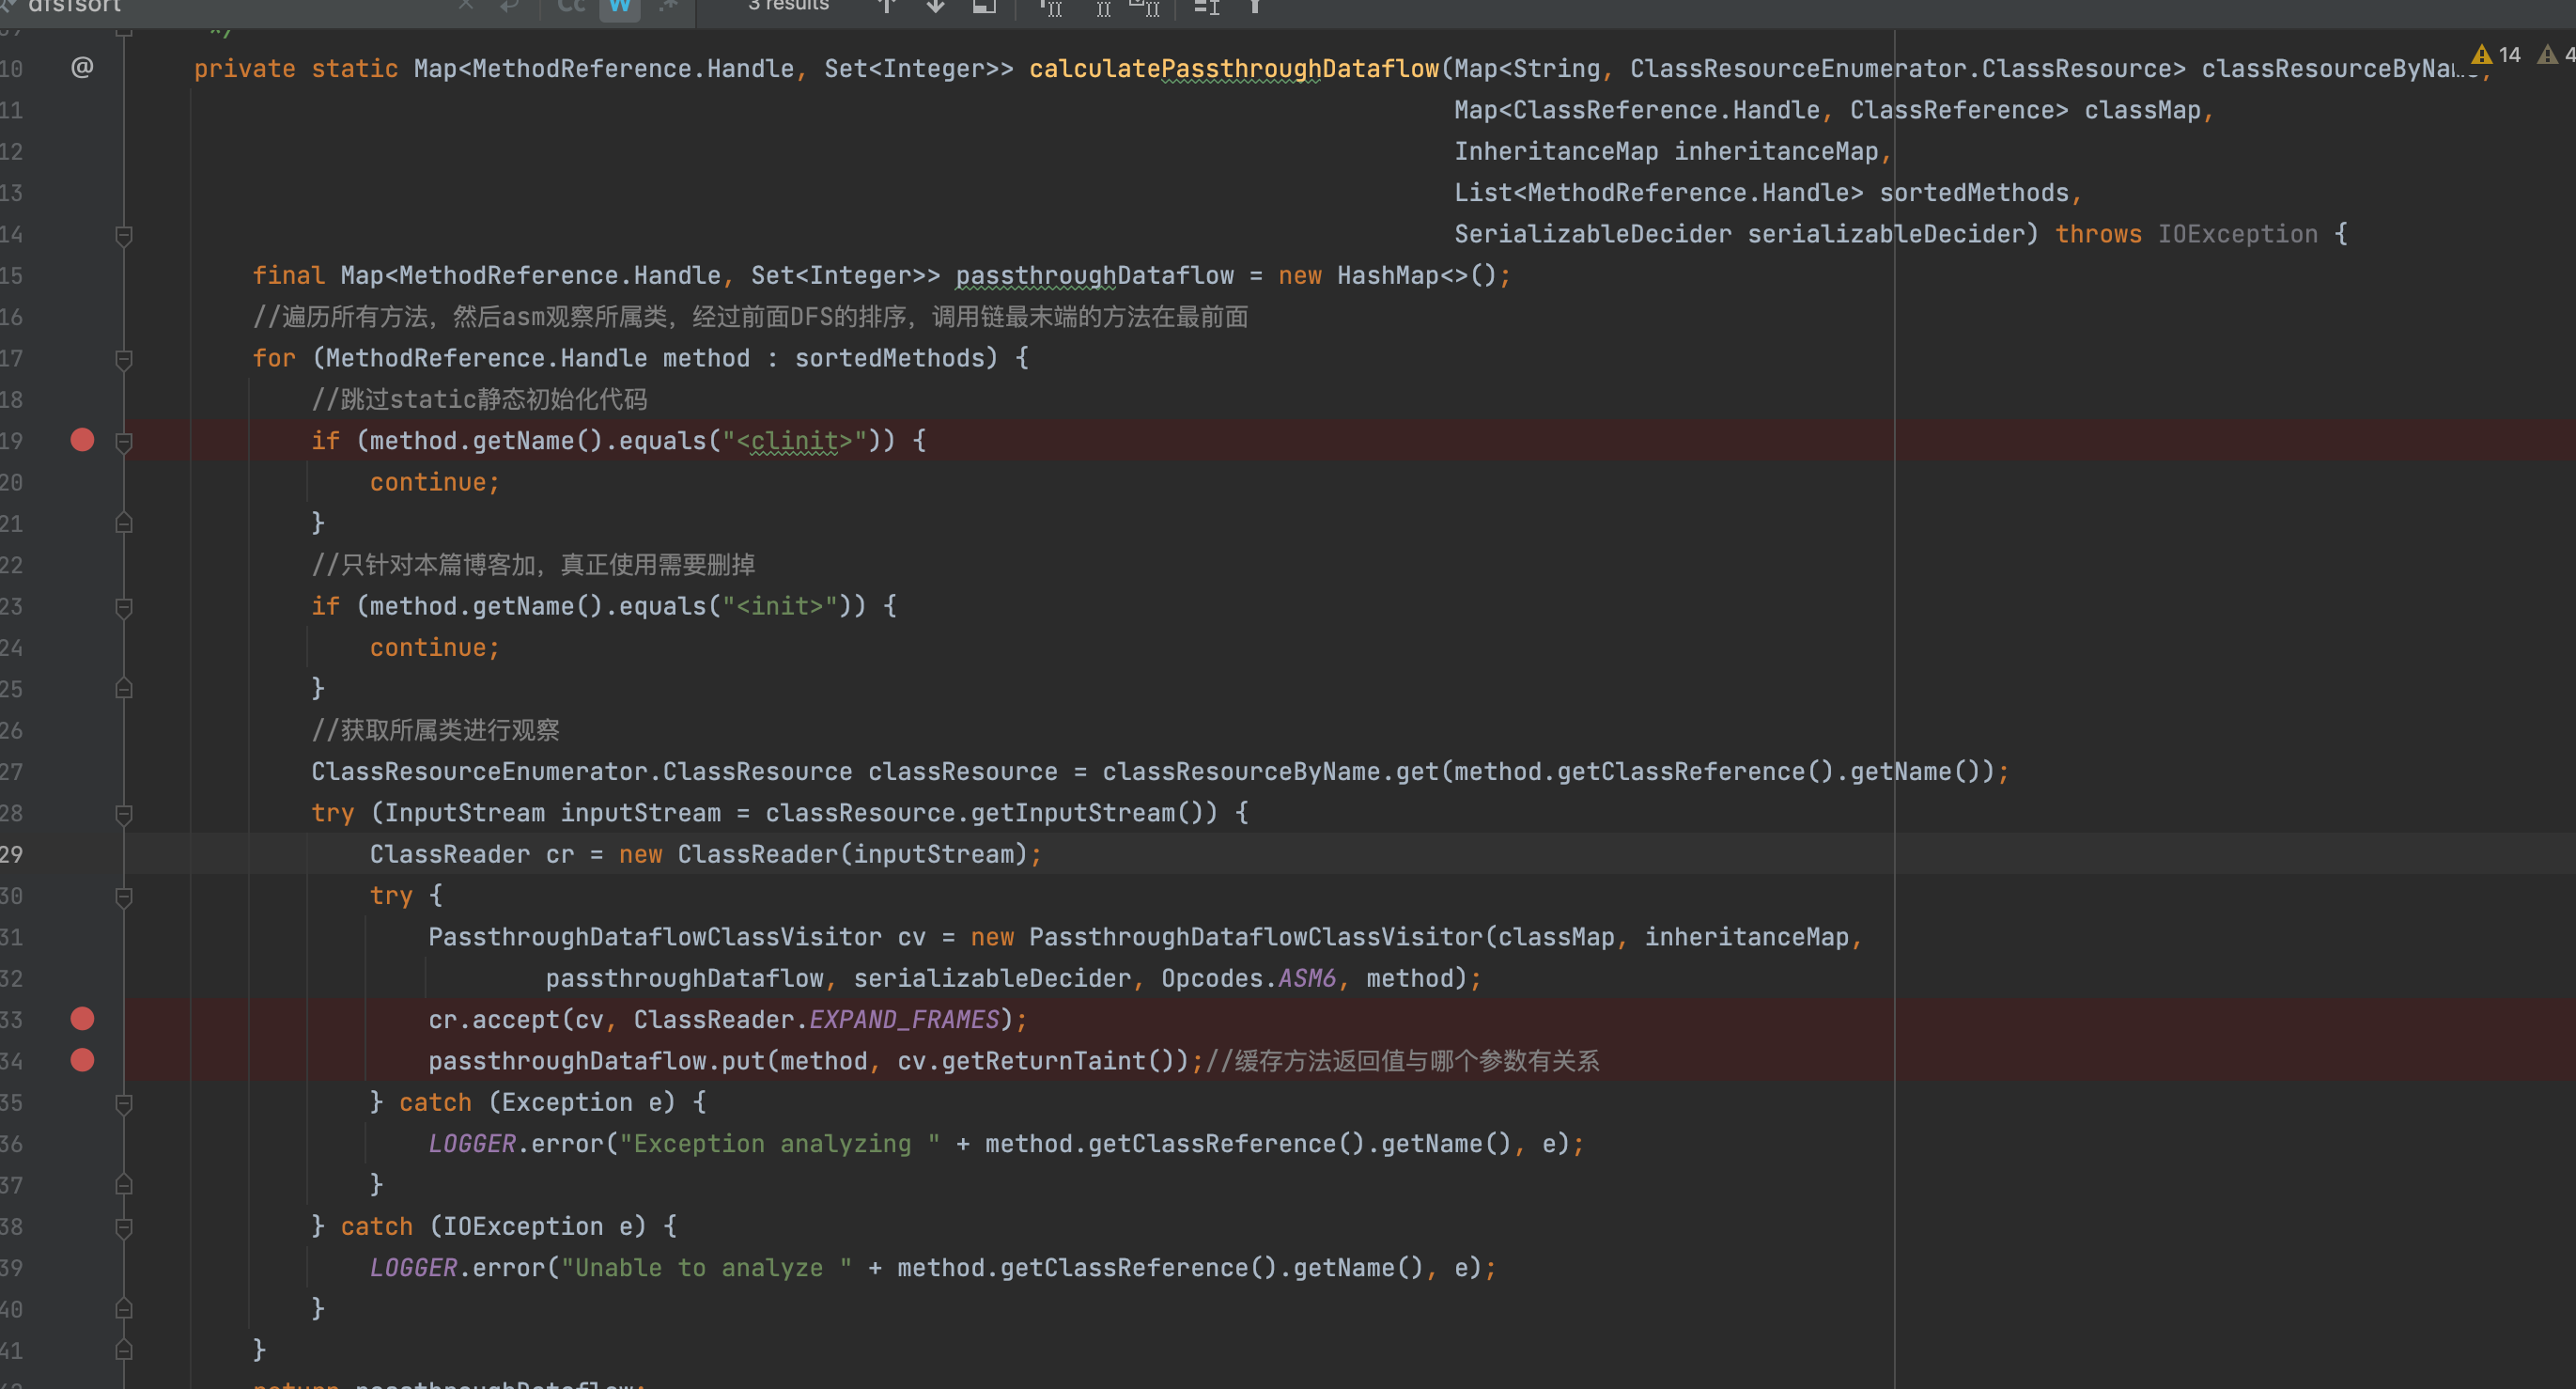 dfsTsort Cc W .* 3 results
*/
10 @ private static Map<MethodReference.Handle, Set<Integer>> calculatePassthroughDataflow(Map<String, ClassResourceEnumerator.ClassResource> classResourceByName, 14 4
11 Map<ClassReference.Handle, ClassReference> classMap,
12 InheritanceMap inheritanceMap,
13 List<MethodReference.Handle> sortedMethods,
14 SerializableDecider serializableDecider) throws IOException {
15 final Map<MethodReference.Handle, Set<Integer>> passthroughDataflow = new HashMap<>();
16 //遍历所有方法，然后asm观察所属类，经过前面DFS的排序，调用链最末端的方法在最前面
17 for (MethodReference.Handle method : sortedMethods) {
18 //跳过static静态初始化代码
19 if (method.getName().equals("<clinit>")) {
20 continue;
21 }
22 //只针对本篇博客加，真正使用需要删掉
23 if (method.getName().equals("<init>")) {
24 continue;
25 }
26 //获取所属类进行观察
27 ClassResourceEnumerator.ClassResource classResource = classResourceByName.get(method.getClassReference().getName());
28 try (InputStream inputStream = classResource.getInputStream()) {
29 ClassReader cr = new ClassReader(inputStream);
30 try {
31 PassthroughDataflowClassVisitor cv = new PassthroughDataflowClassVisitor(classMap, inheritanceMap,
32 passthroughDataflow, serializableDecider, Opcodes.ASM6, method);
33 cr.accept(cv, ClassReader.EXPAND_FRAMES);
34 passthroughDataflow.put(method, cv.getReturnTaint());//缓存方法返回值与哪个参数有关系
35 } catch (Exception e) {
36 LOGGER.error("Exception analyzing " + method.getClassReference().getName(), e);
37 }
38 } catch (IOException e) {
39 LOGGER.error("Unable to analyze " + method.getClassReference().getName(), e);
40 }
41 }
return passthroughDataflow;